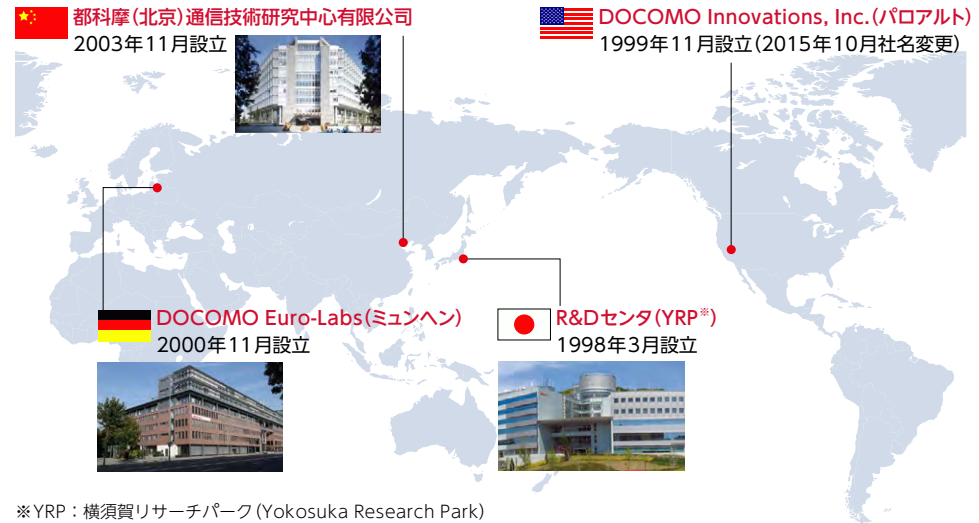 都科摩(北京)通信技術研究中心有限公司
2003年11月設立
DOCOMO Innovations, Inc.(パロアルト)
1999年11月設立(2015年10月社名変更)
DOCOMO Euro-Labs(ミュンヘン)
2000年11月設立
R&Dセンタ(YRP※)
1998年3月設立
※YRP：横須賀リサーチパーク(Yokosuka Research Park)